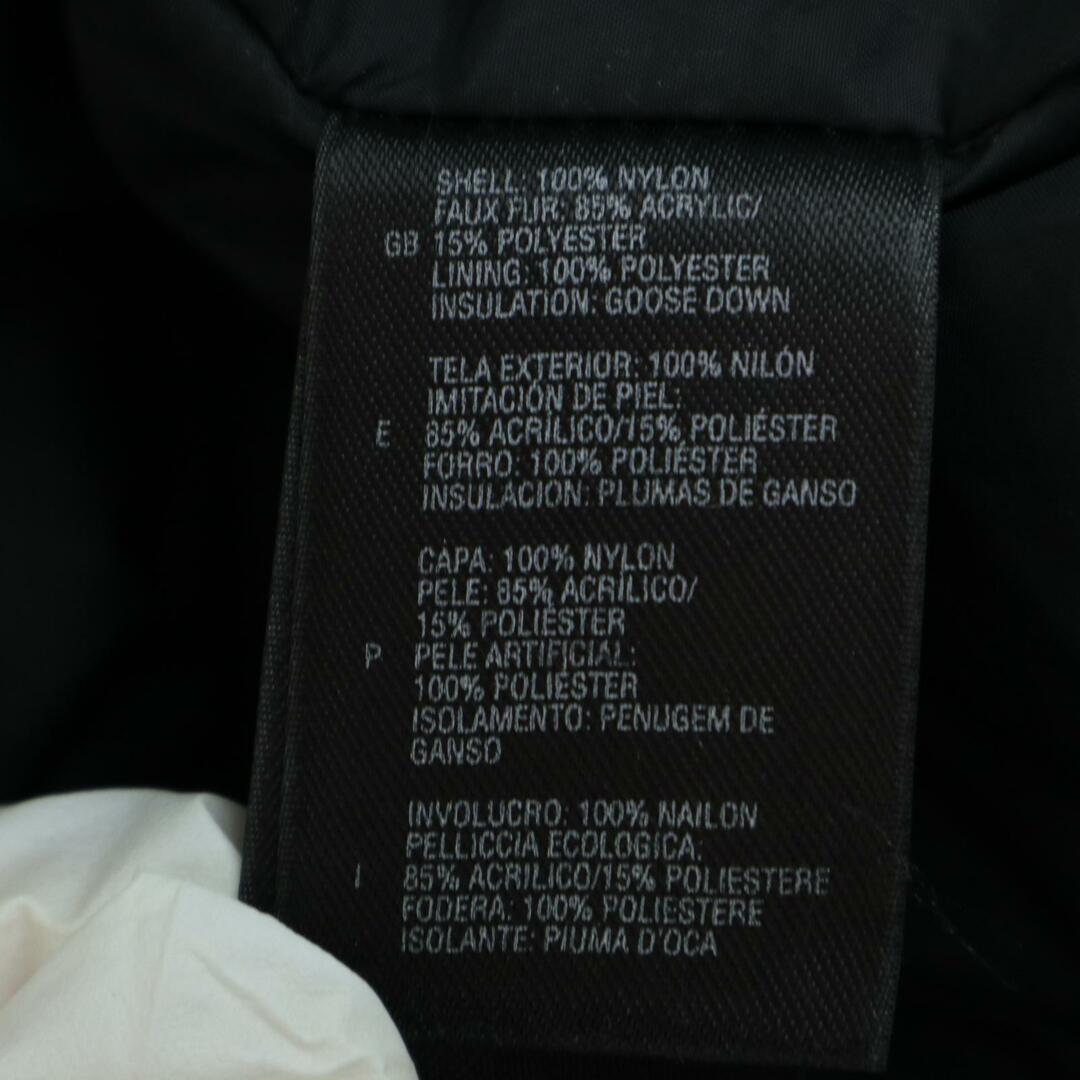 SHELL: 100% NYLON
FAUX FUR: 85% ACRYLIC/
GB 15% POLYESTER
LINING: 100% POLYESTER
INSULATION: GOOSE DOWN
TELA EXTERIOR: 100% NILÓN
IMITACIÓN DE PIEL:
E 85% ACRÍLICO/15% POLIÉSTER
FORRO: 100% POLIÉSTER
INSULACION: PLUMAS DE GANSO
CAPA: 100% NYLON
PELE: 85% ACRÍLICO/
15% POLIÉSTER
P PELE ARTIFICIAL:
100% POLIÉSTER
ISOLAMENTO: PENUGEM DE
GANSO
INVOLUCRO: 100% NAILON
PELLICCIA ECOLOGICA:
I 85% ACRILICO/15% POLIESTERE
FODERA: 100% POLIESTERE
ISOLANTE: PIUMA D'OCA